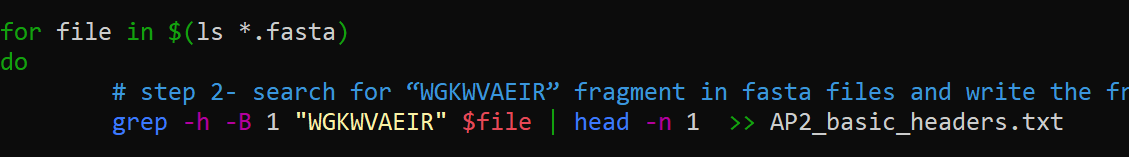 for file in $(ls *.fasta)
do
# step 2- search for “WGKWVAEIR” fragment in fasta files and write the fr
grep -h -B 1 "WGKWVAEIR" $file | head -n 1  >> AP2_basic_headers.txt